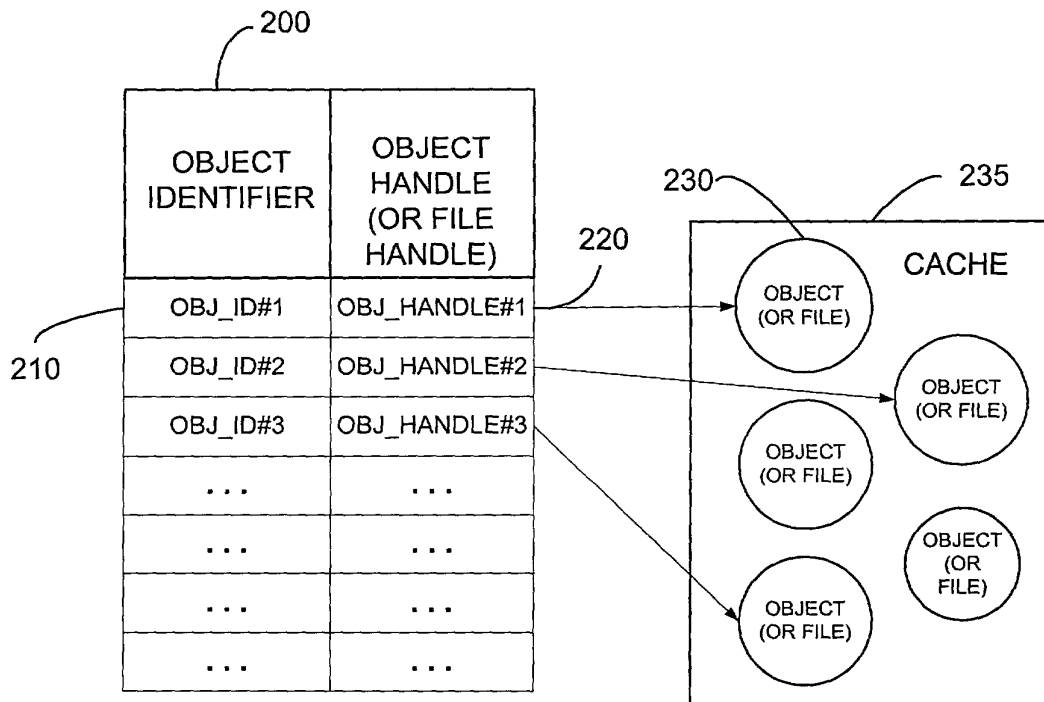 200
OBJECT
IDENTIFIER
OBJECT
HANDLE
(OR FILE
HANDLE)
230
235
220
CACHE
210
OBJ_ID#1
OBJ_HANDLE#1
OBJ_ID#2
OBJ_HANDLE#2
OBJ_ID#3
OBJ_HANDLE#3
...
...
...
...
...
...
...
...
OBJECT
(OR FILE)
OBJECT
(OR FILE)
OBJECT
(OR FILE)
OBJECT
(OR
FILE)
OBJECT
(OR FILE)